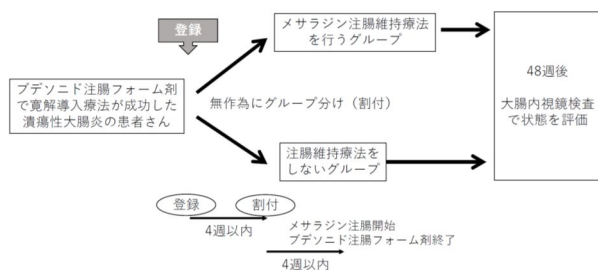 登録
ブデソニド注腸フォーム剤
で寛解導入療法が成功した
潰瘍性大腸炎の患者さん
メサラジン注腸維持療法
を行うグループ
無作為にグループ分け（割付）
注腸維持療法を
しないグループ
48週後
大腸内視鏡検査
で状態を評価
登録
割付
4週以内
メサラジン注腸開始
ブデソニド注腸フォーム剤終了
4週以内